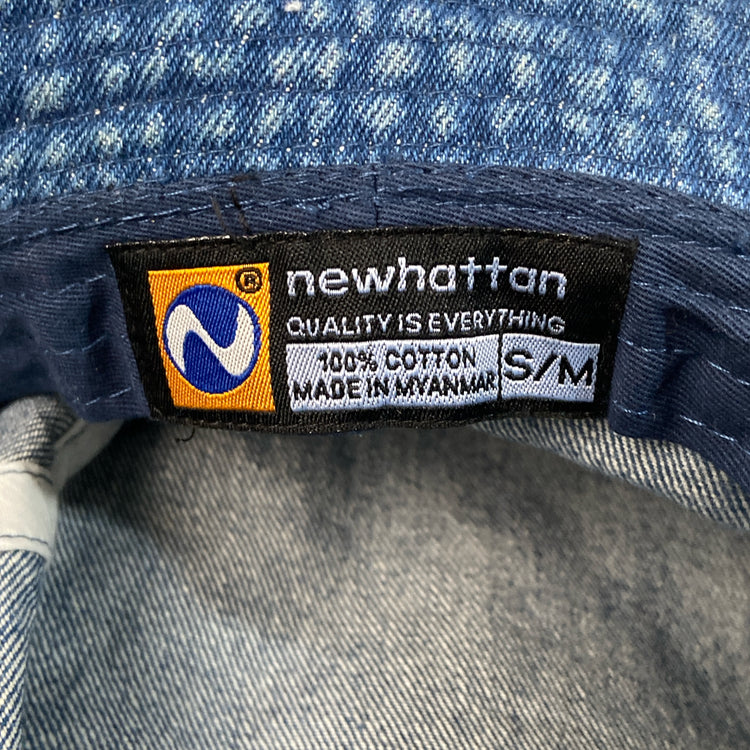 ®
newhattan
QUALITY IS EVERYTHING
100% COTTON
MADE IN MYANMAR
S/M